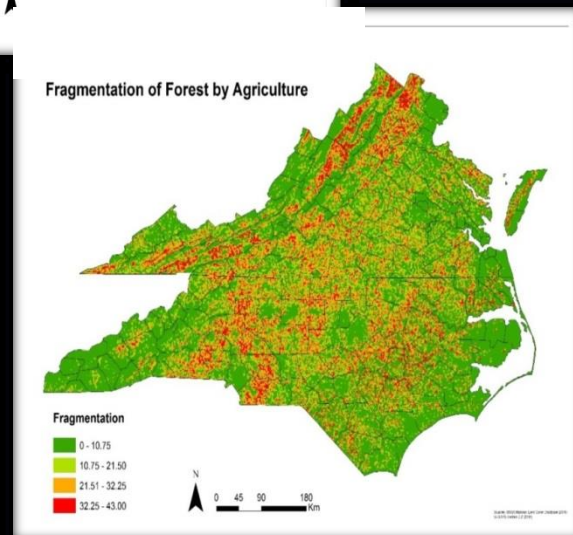 Fragmentation of Forest by Agriculture
Fragmentation
0 - 10.75
10.75 - 21.50
21.51 - 32.25
32.25 - 43.00
N
0 45 90 180
Km